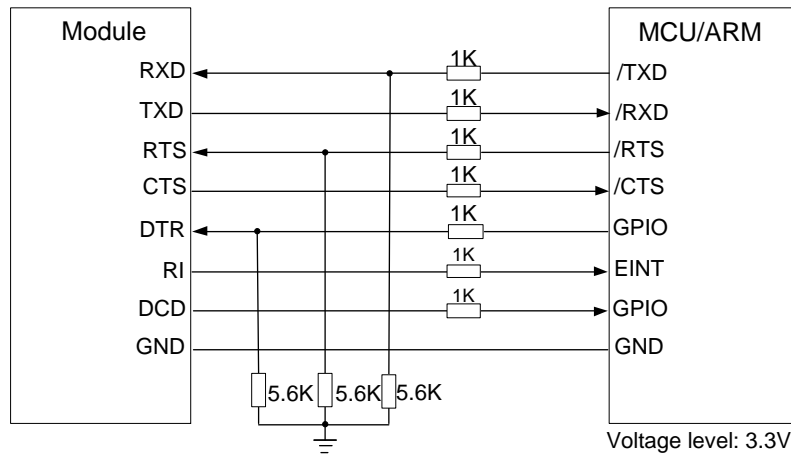 Module
MCU/ARM
RXD
1K
/TXD
TXD
1K
/RXD
RTS
1K
/RTS
CTS
1K
/CTS
DTR
1K
GPIO
RI
1K
EINT
DCD
1K
GPIO
GND
GND
5.6K
5.6K
5.6K
Voltage level: 3.3V